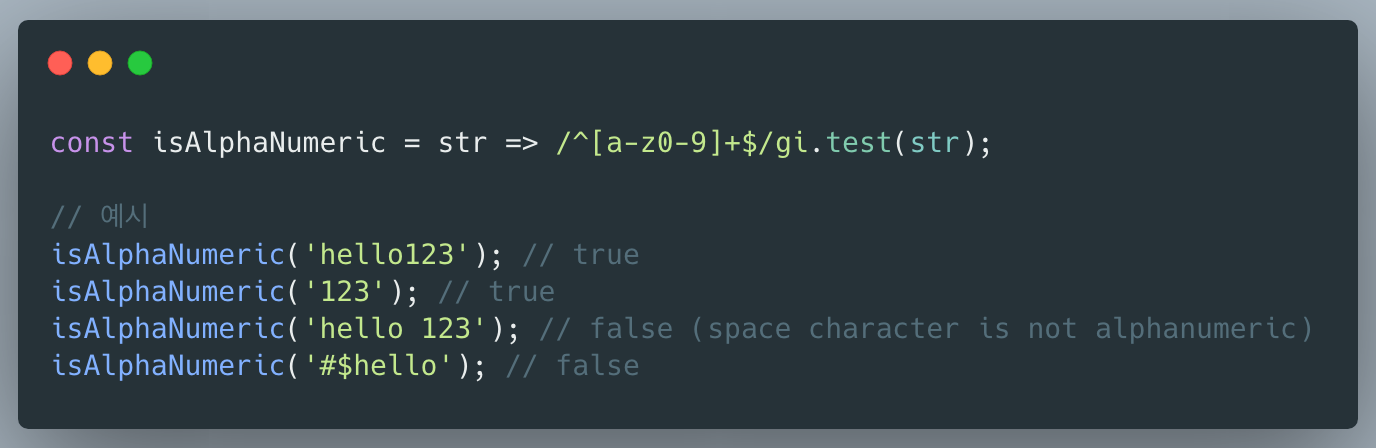 const isAlphaNumeric = str => /^[a-z0-9]+$/gi.test(str);
// 예시
isAlphaNumeric('hello123'); // true
isAlphaNumeric('123'); // true
isAlphaNumeric('hello 123'); // false (space character is not alphanumeric)
isAlphaNumeric('#$hello'); // false